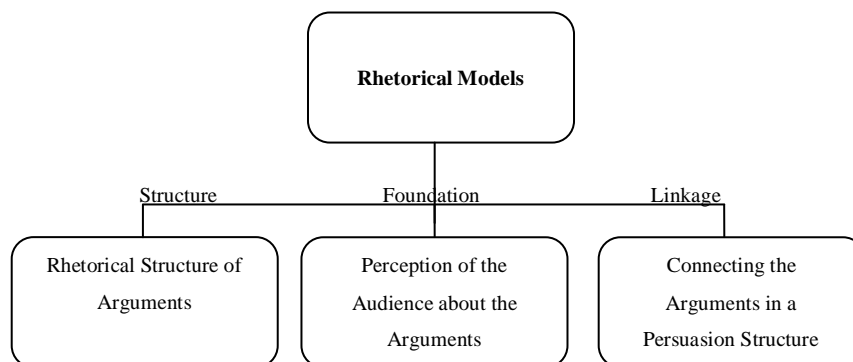 Rhetorical Models
Structure
Foundation
Linkage
Rhetorical Structure of
Arguments
Perception of the
Audience about the
Arguments
Connecting the
Arguments in a
Persuasion Structure